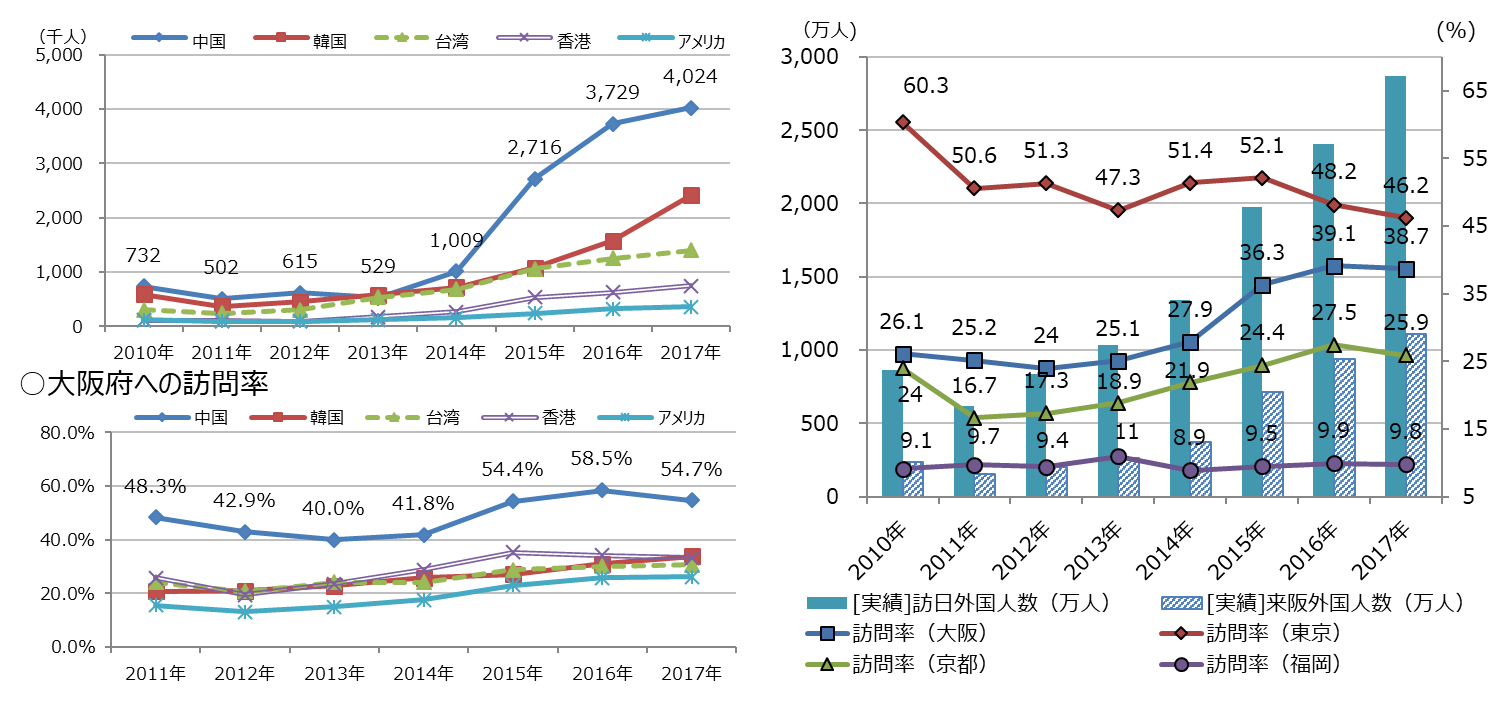 (千人)
中国 韓国 台湾 香港 アメリカ
5,000
4,000
3,000
2,000
1,000
0
732 502 615 529 1,009 2,716 3,729 4,024
2010年 2011年 2012年 2013年 2014年 2015年 2016年 2017年
○大阪府への訪問率
中国 韓国 台湾 香港 アメリカ
80.0%
60.0%
40.0%
20.0%
0.0%
48.3% 42.9% 40.0% 41.8% 54.4% 58.5% 54.7%
2011年 2012年 2013年 2014年 2015年 2016年 2017年
(万人) (%)
3,000
2,500
2,000
1,500
1,000
500
0
65
55
45
35
25
15
5
60.3 50.6 51.3 47.3 51.4 52.1 48.2 46.2
26.1 25.2 24 25.1 27.9 36.3 39.1 38.7
24 16.7 17.3 18.9 21.9 24.4 27.5 25.9
9.1 9.7 9.4 11 8.9 9.5 9.9 9.8
2010年 2011年 2012年 2013年 2014年 2015年 2016年 2017年
[実績]訪日外国人数（万人） [実績]来阪外国人数（万人）
訪問率（大阪） 訪問率（東京）
訪問率（京都） 訪問率（福岡）